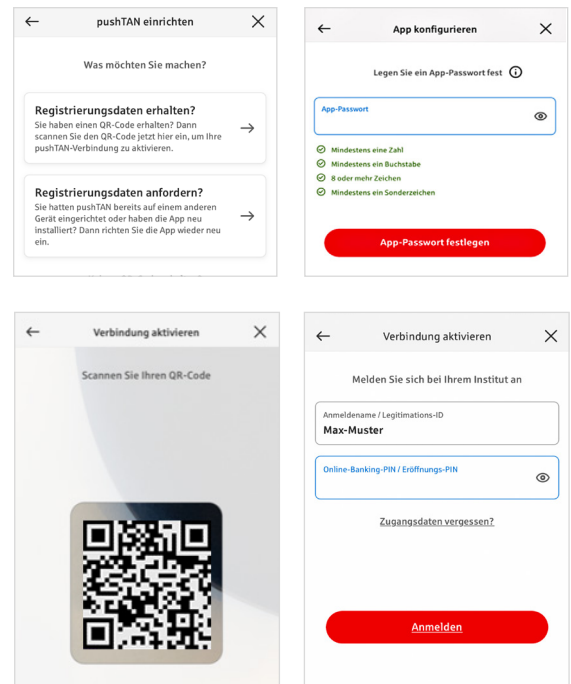 pushTAN einrichten
Was möchten Sie machen?
Registrierungsdaten erhalten?
Sie haben einen QR-Code erhalten? Dann
scannen Sie den QR-Code jetzt hier ein, um Ihre
pushTAN-Verbindung zu aktivieren.
Registrierungsdaten anfordern?
Sie hatten pushTAN bereits auf einem anderen
Gerät eingerichtet oder haben die App neu
installiert? Dann richten Sie die App wieder neu
ein.
App konfigurieren
Legen Sie ein App-Passwort fest
App-Passwort
Mindestens eine Zahl
Mindestens ein Buchstabe
8 oder mehr Zeichen
Mindestens ein Sonderzeichen
App-Passwort festlegen
Verbindung aktivieren
Scannen Sie Ihren QR-Code
Verbindung aktivieren
Melden Sie sich bei Ihrem Institut an
Anmeldename / Legitimations-ID
Max-Muster
Online-Banking-PIN / Eröffnungs-PIN
Zugangsdaten vergessen?
Anmelden